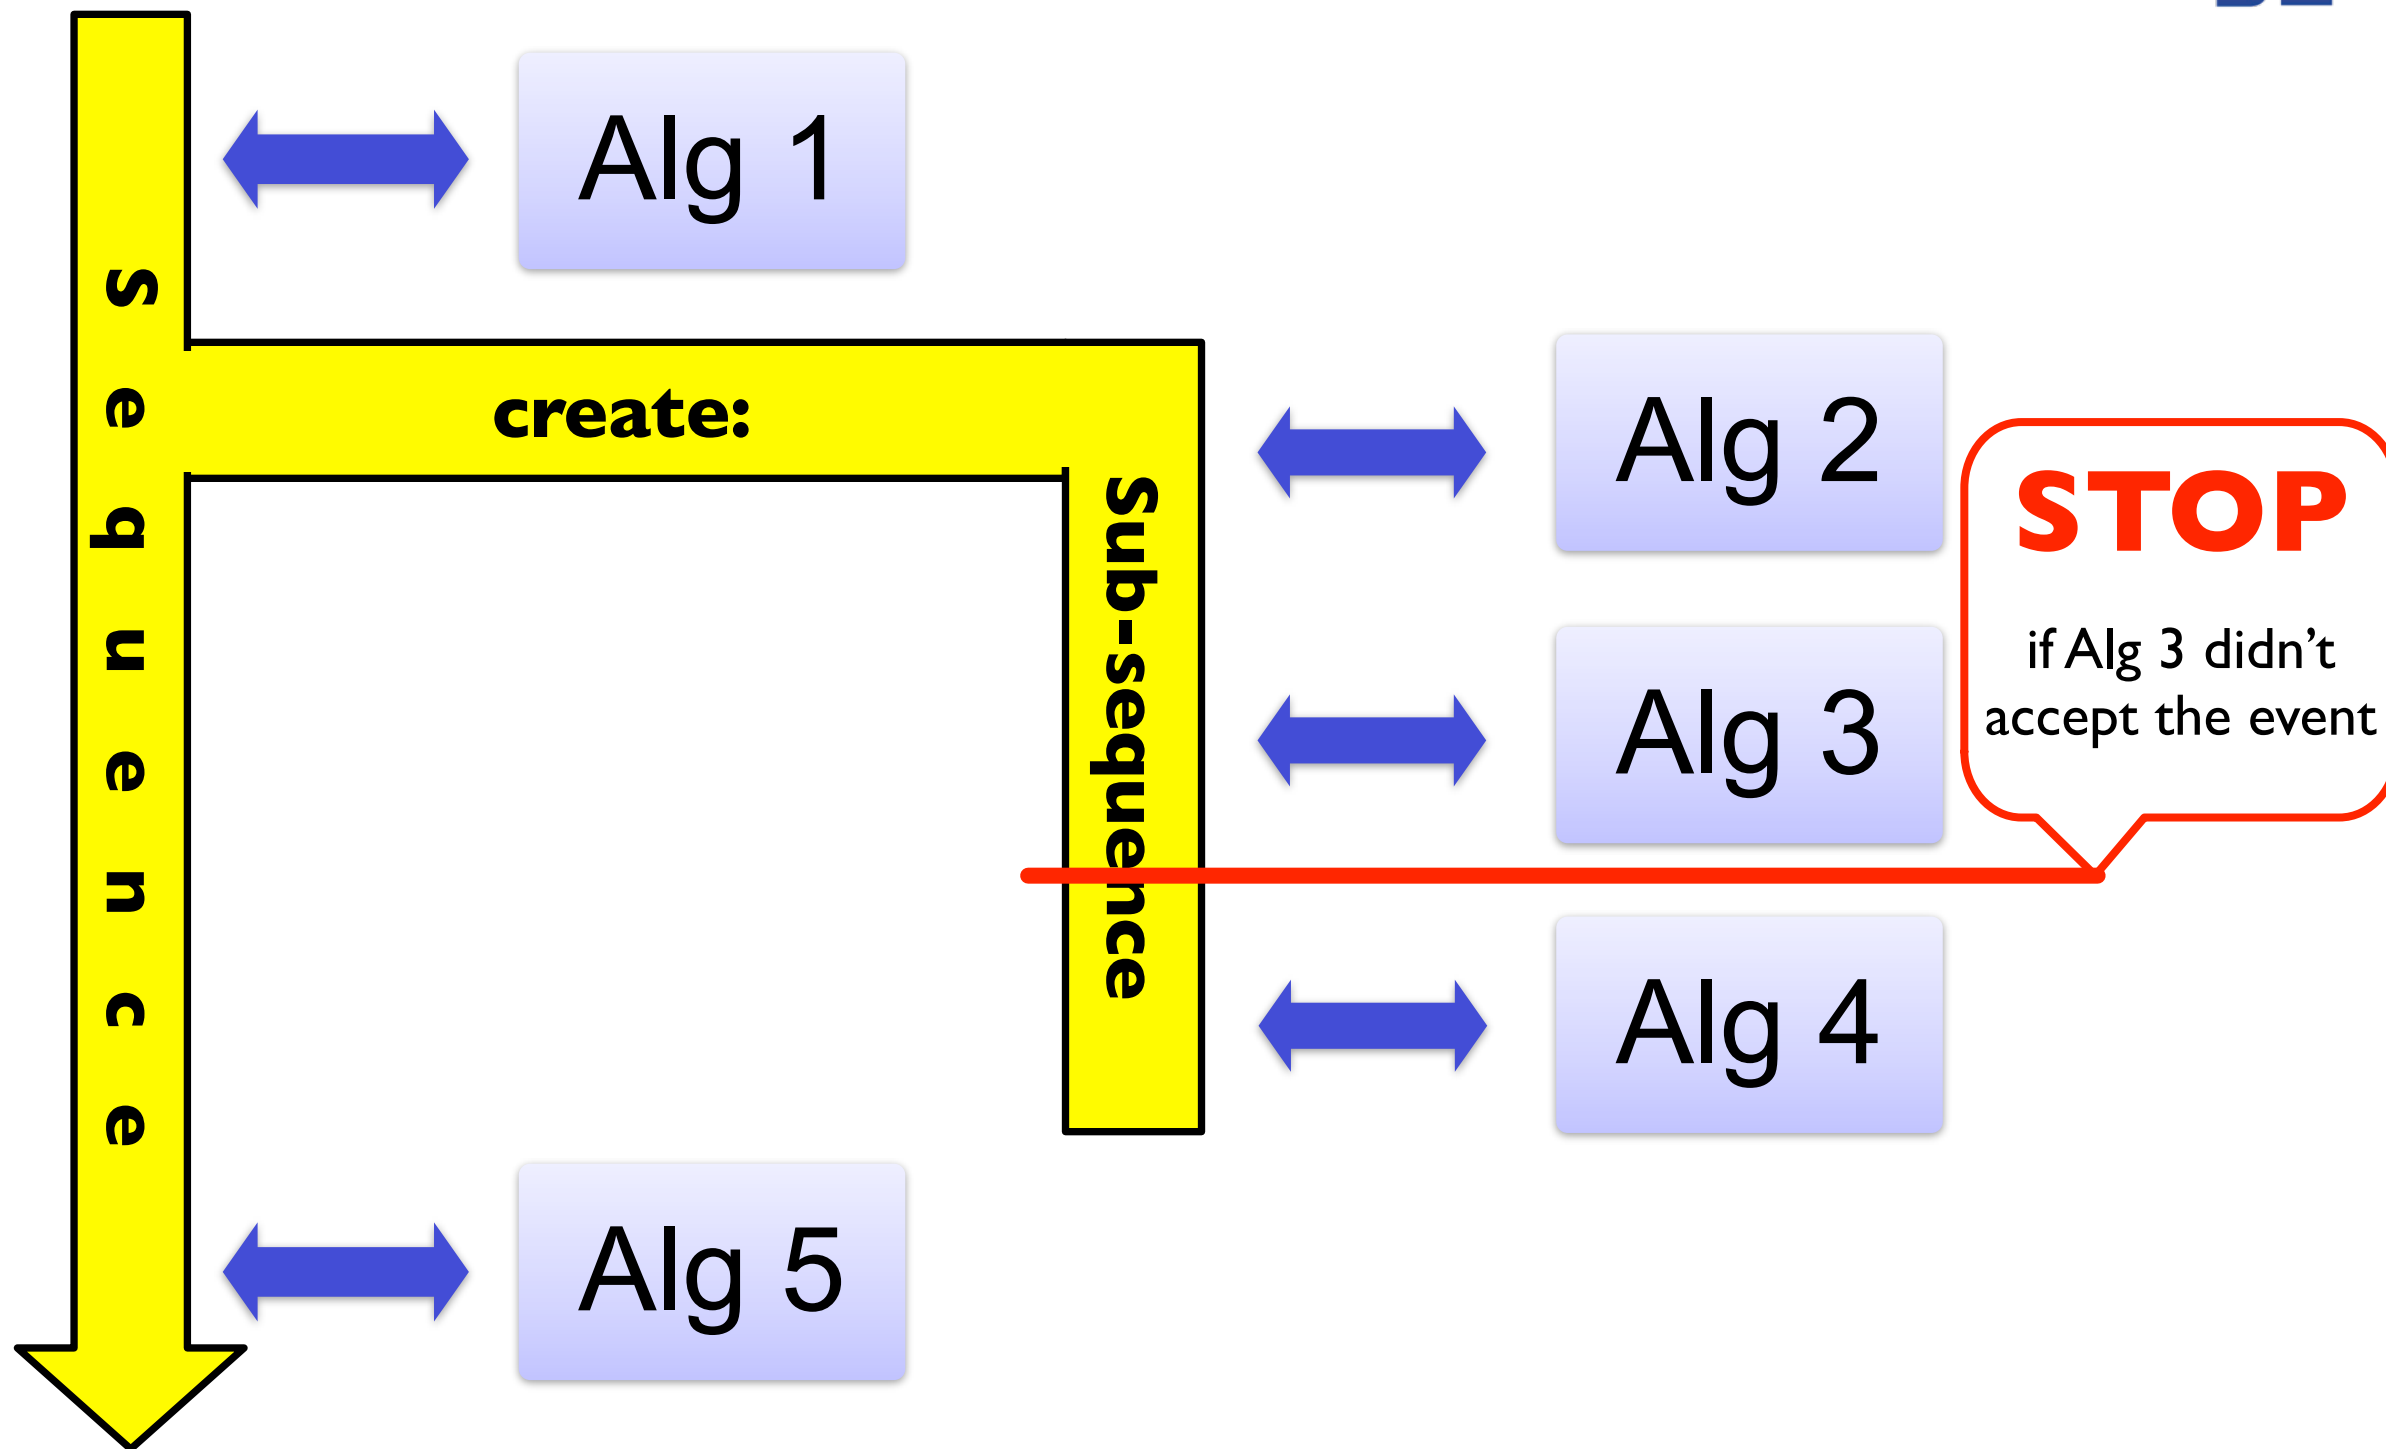 Alg 1
Sequence
create:
Sub-sequence
Alg 2
STOP
if Alg 3 didn’t
accept the event
Alg 3
Alg 4
Alg 5